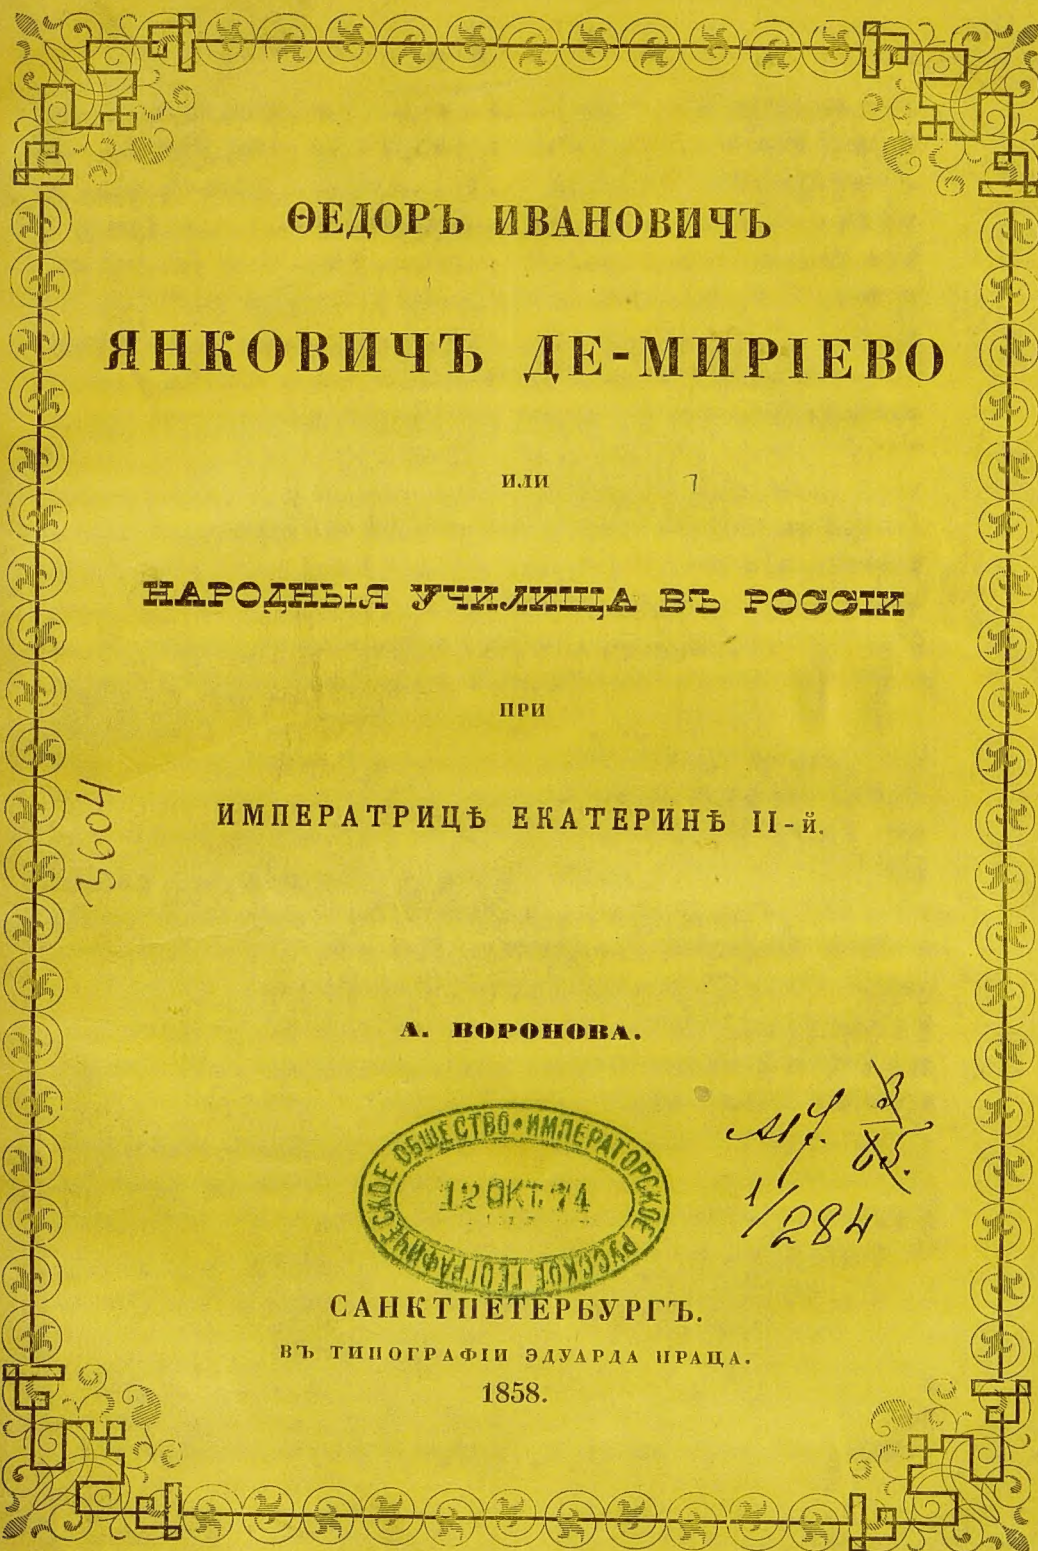 ѲЕДОРЪ ИВАНОВИЧЪ
ЯНКОВИЧЪ ДЕ-МИРІЕВО
ИЛИ
НАРОДНЫЯ УЧИЛИЩА ВЪ РОССІИ
ПРИ
ИМПЕРАТРИЦѢ ЕКАТЕРИНѢ II-й.
3604
А. ВОРОНОВА.
ИМПЕРАТОРСКОЕ РУССКОЕ ГЕОГРАФИЧЕСКОЕ ОБЩЕСТВО
12 ОКТ. 74
1/284
САНКТПЕТЕРБУРГЪ.
ВЪ ТИПОГРАФІИ ЭДУАРДА ПРАЦА.
1858.